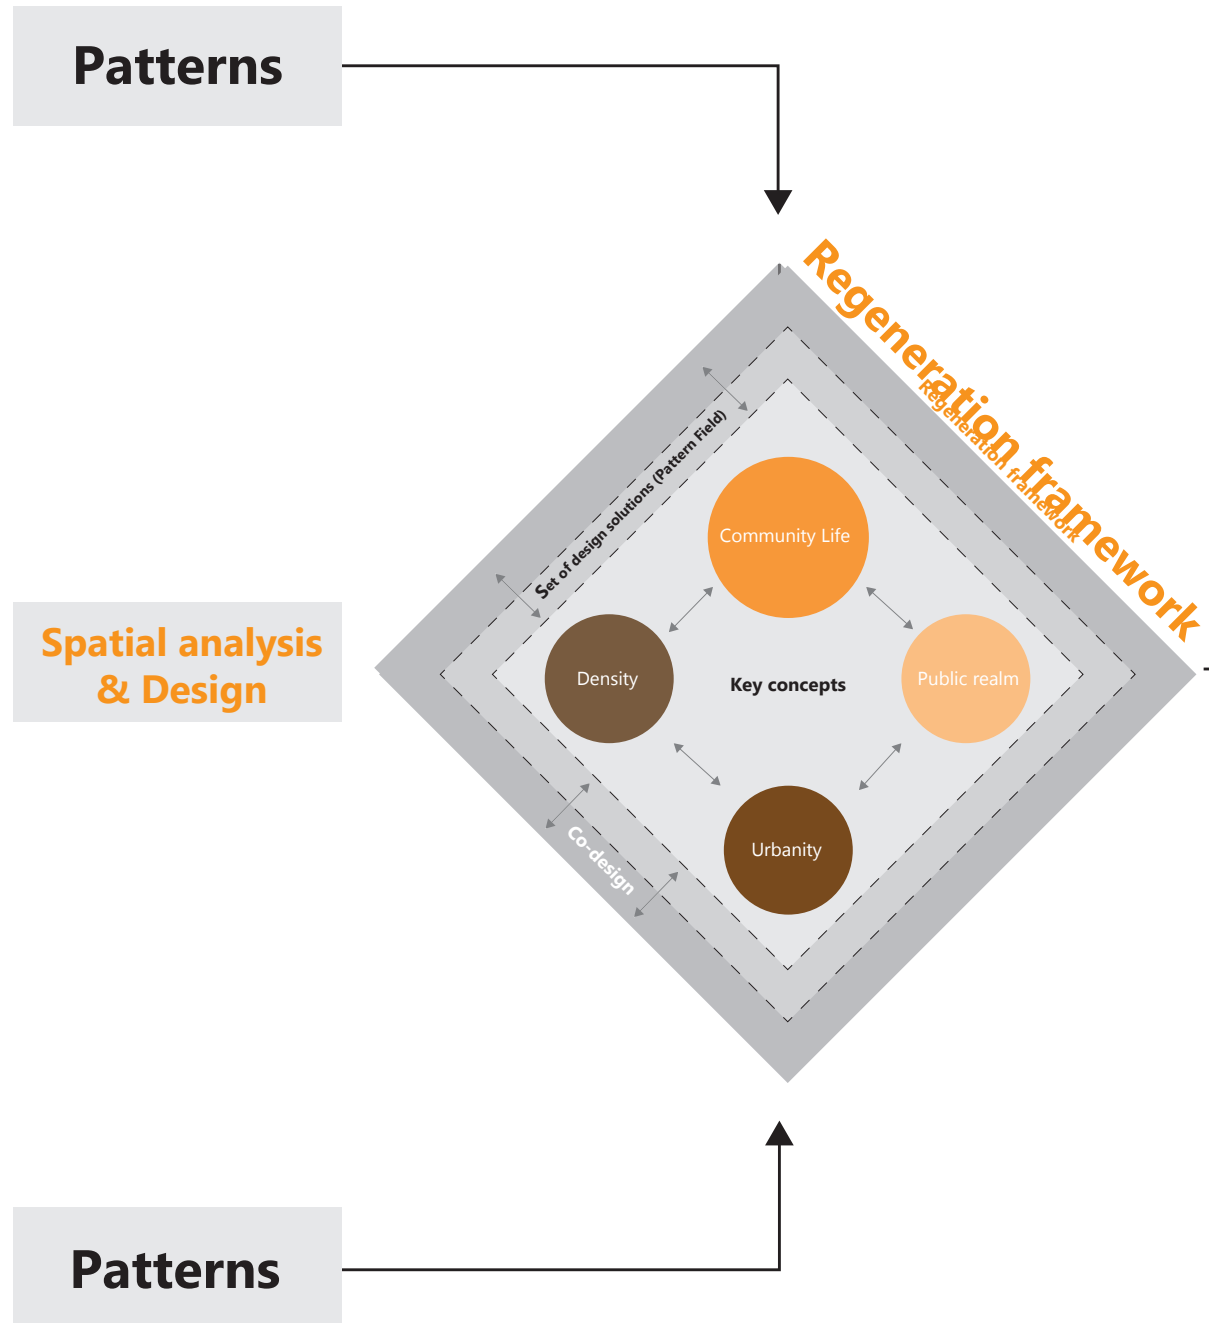 Patterns
Regeneration framework
Regeneration framework
Set of design solutions (Pattern Field)
Community Life
Spatial analysis
& Design
Density
Key concepts
Public realm
Co-design
Urbanity
Patterns